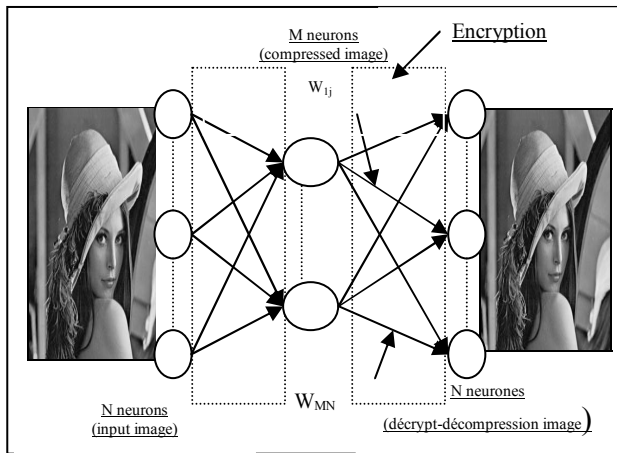 M neurons
(compressed image)
Encryption
W1j
WMN
N neurons
(input image)
N neurones
(décrypt-décompression image)